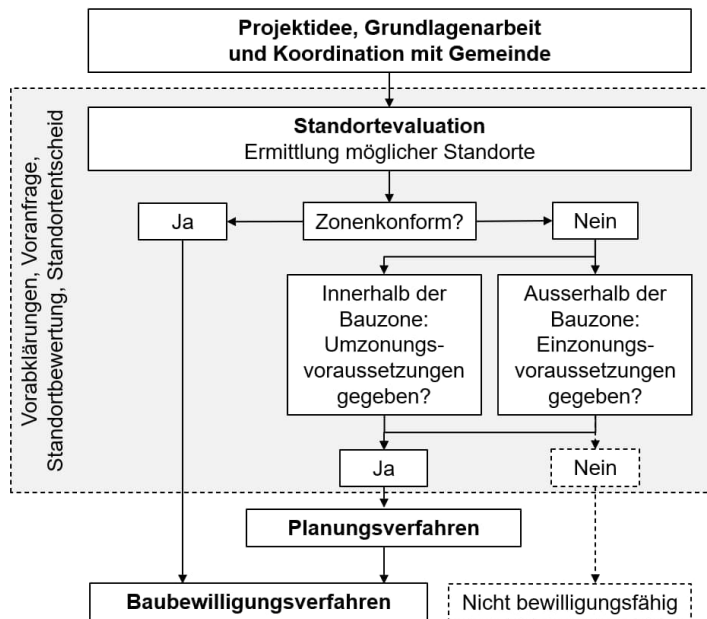 Projektidee, Grundlagenarbeit
und Koordination mit Gemeinde
Vorabklärungen, Voranfrage,
Standortbewertung, Standortentscheid
Standortevaluation
Ermittlung möglicher Standorte
Ja
Zonenkonform?
Nein
Innerhalb der
Bauzone:
Umzonungs-
voraussetzungen
gegeben?
Ausserhalb der
Bauzone:
Einzonungs-
voraussetzungen
gegeben?
Ja
Nein
Planungsverfahren
Baubewilligungsverfahren
Nicht bewilligungsfähig